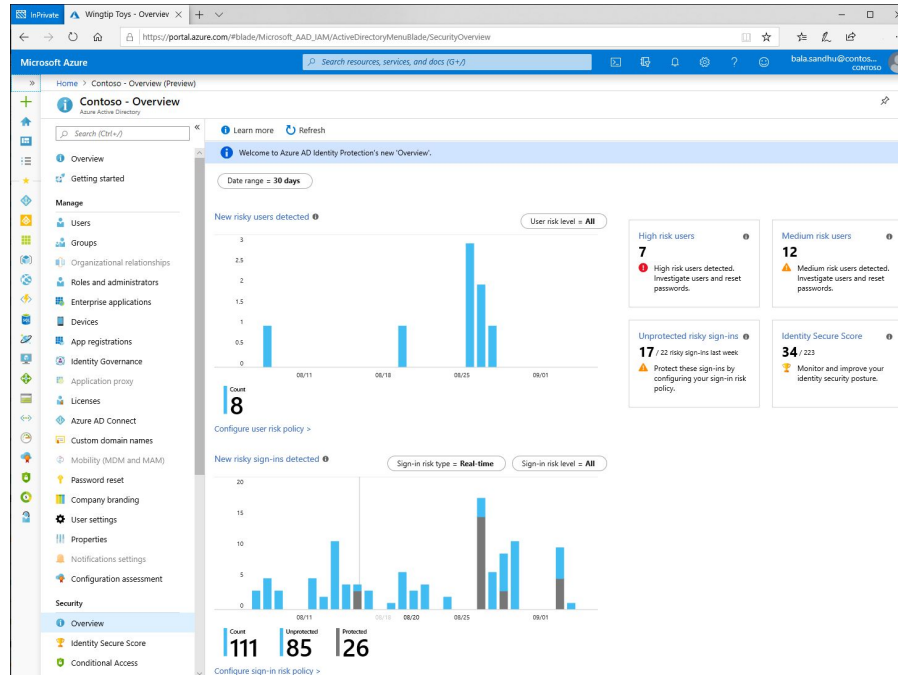 InPrivate
Wingtip Toys - Overviev
https://portal.azure.com/#blade/Microsoft_AAD_IAM/ActiveDirectoryMenuBlade/SecurityOverview
Microsoft Azure
Search resources, services, and docs (G+/)
bala.sandhu@contos...
CONTOSO
Home > Contoso - Overview (Preview)
Contoso - Overview
Azure Active Directory
Search (Ctrl+/)
Overview
Getting started
Manage
Users
Groups
Organizational relationships
Roles and administrators
Enterprise applications
Devices
App registrations
Identity Governance
Application proxy
Licenses
Azure AD Connect
Custom domain names
Mobility (MDM and MAM)
Password reset
Company branding
User settings
Properties
Notifications settings
Configuration assessment
Security
Overview
Identity Secure Score
Conditional Access
Learn more
Refresh
Welcome to Azure AD Identity Protection's new 'Overview'.
Date range = 30 days
New risky users detected
User risk level = All
3
2.5
2
1.5
1
0.5
0
08/11 08/18 08/25 09/01
Count
8
Configure user risk policy >
New risky sign-ins detected
Sign-in risk type = Real-time
Sign-in risk level = All
20
15
10
5
0
08/11 08/18 08/20 08/25 09/01
Count
111
Unprotected
85
Protected
26
Configure sign-in risk policy >
High risk users
7
High risk users detected.
Investigate users and reset
passwords.
Medium risk users
12
Medium risk users detected.
Investigate users and reset
passwords.
Unprotected risky sign-ins
17 / 22 risky sign-ins last week
Protect these sign-ins by
configuring your sign-in risk
policy.
Identity Secure Score
34 / 223
Monitor and improve your
identity security posture.